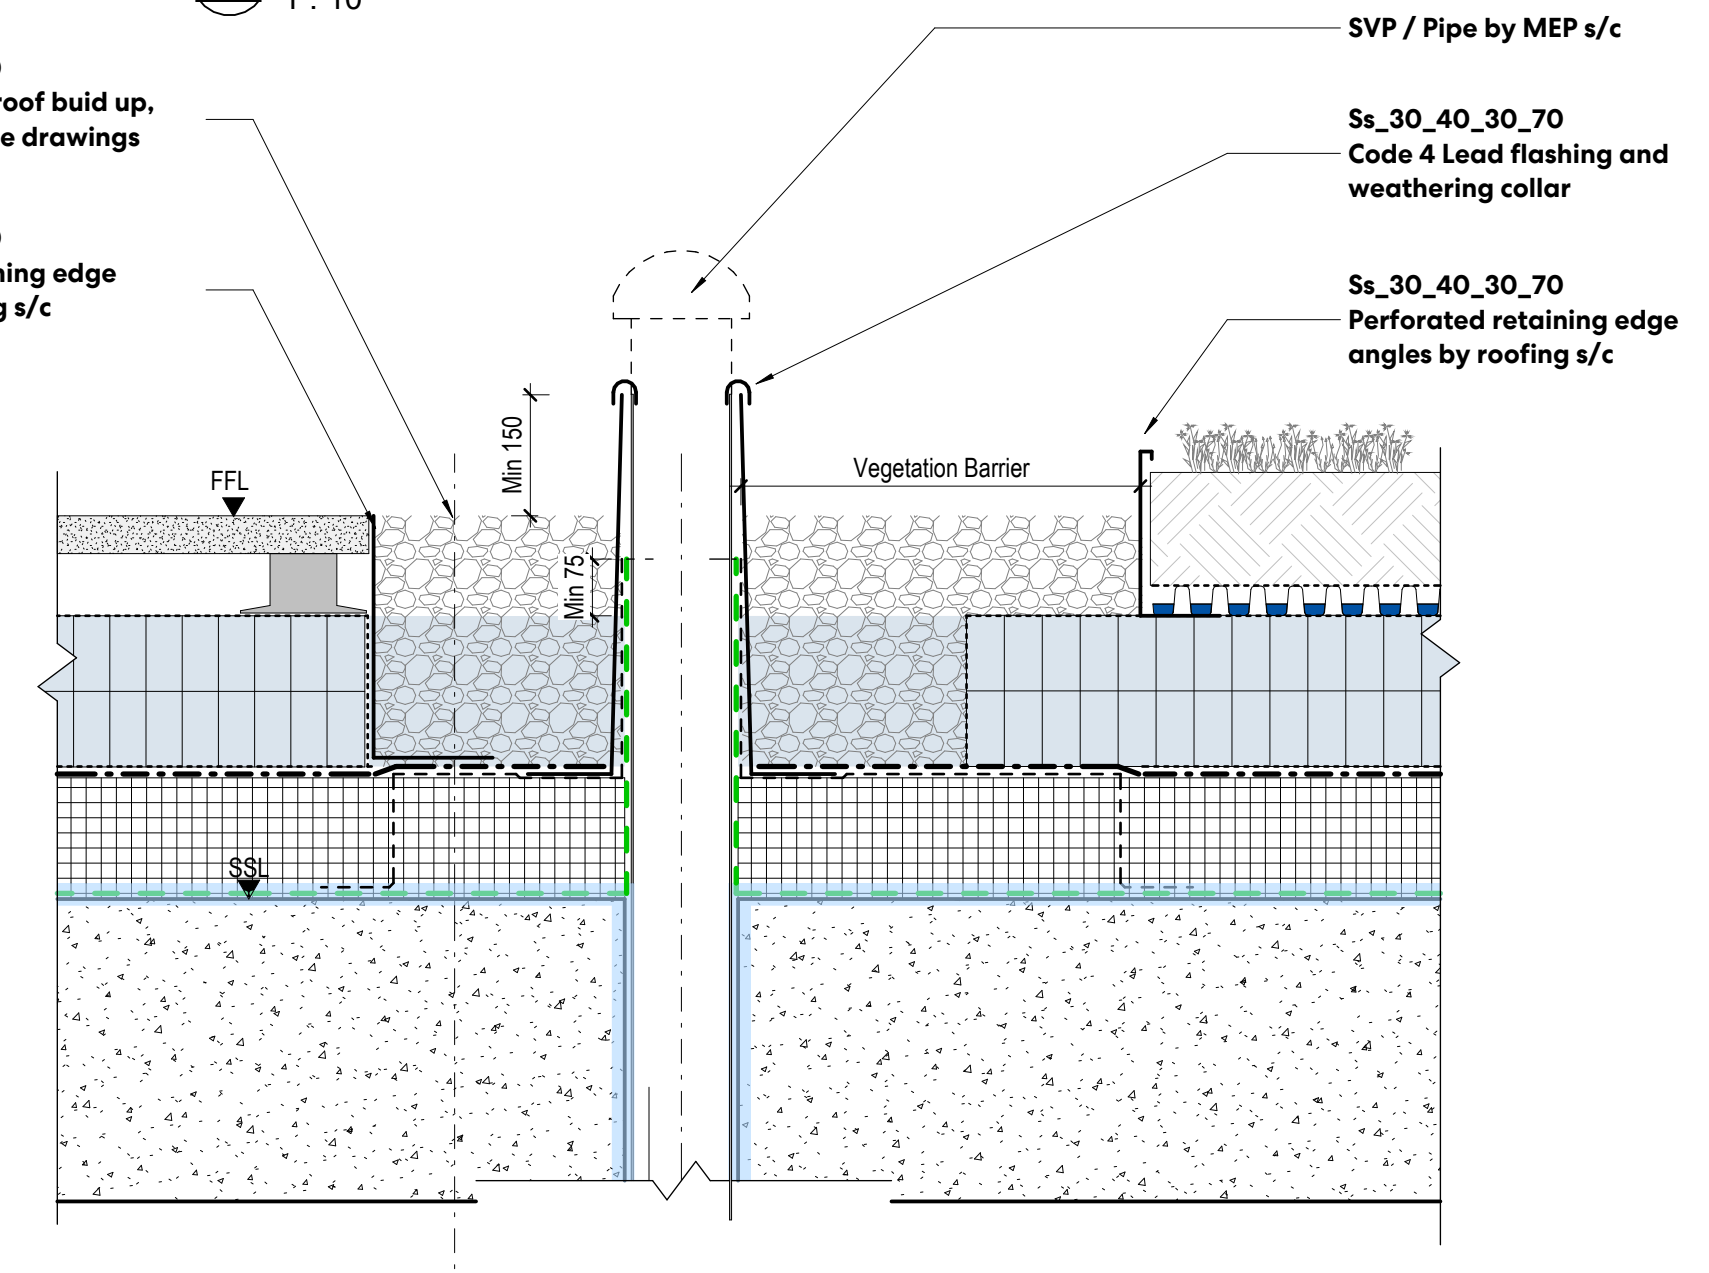 1 : 10
roof buid up,
e drawings
ning edge
g s/c
SVP / Pipe by MEP s/c
Ss_30_40_30_70
Code 4 Lead flashing and
weathering collar
Ss_30_40_30_70
Perforated retaining edge
angles by roofing s/c
Min 150
Vegetation Barrier
FFL
Min 75
SSL